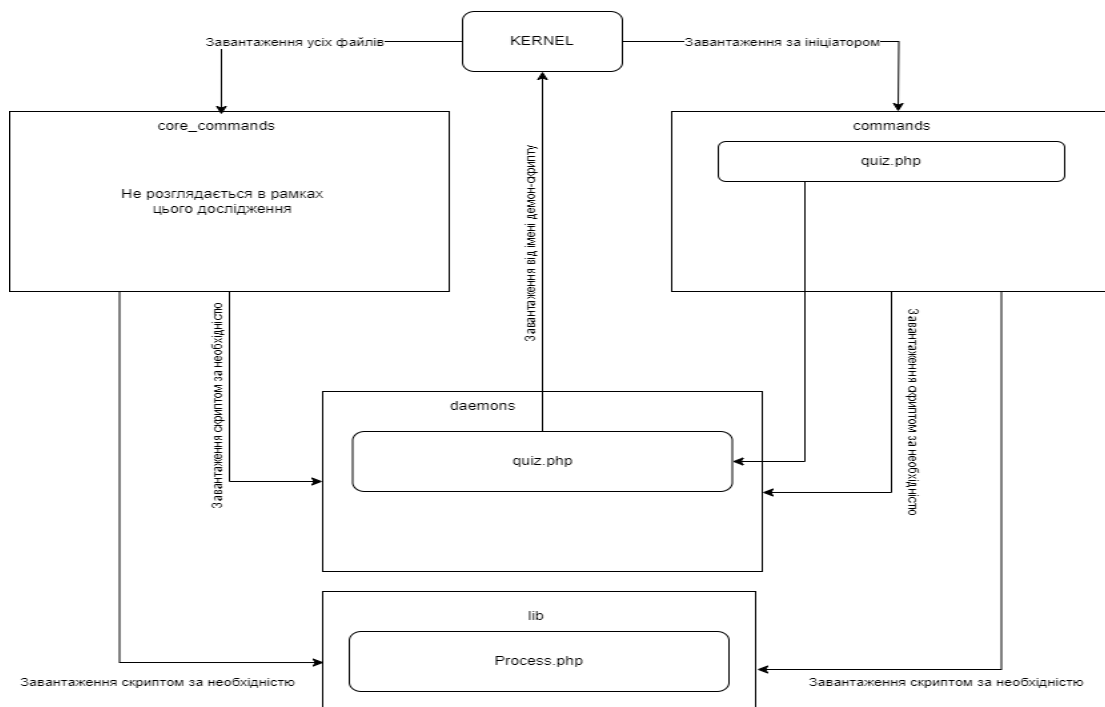 KERNEL
Завантаження усіх файлів
Завантаження за ініціатором
core_commands
Не розглядається в рамках
цього дослідження
commands
quiz.php
Завантаження від імені демон-скрипту
Завантаження скриптом за необхідністю
Завантаження скриптом за необхідністю
daemons
quiz.php
lib
Process.php
Завантаження скриптом за необхідністю
Завантаження скриптом за необхідністю